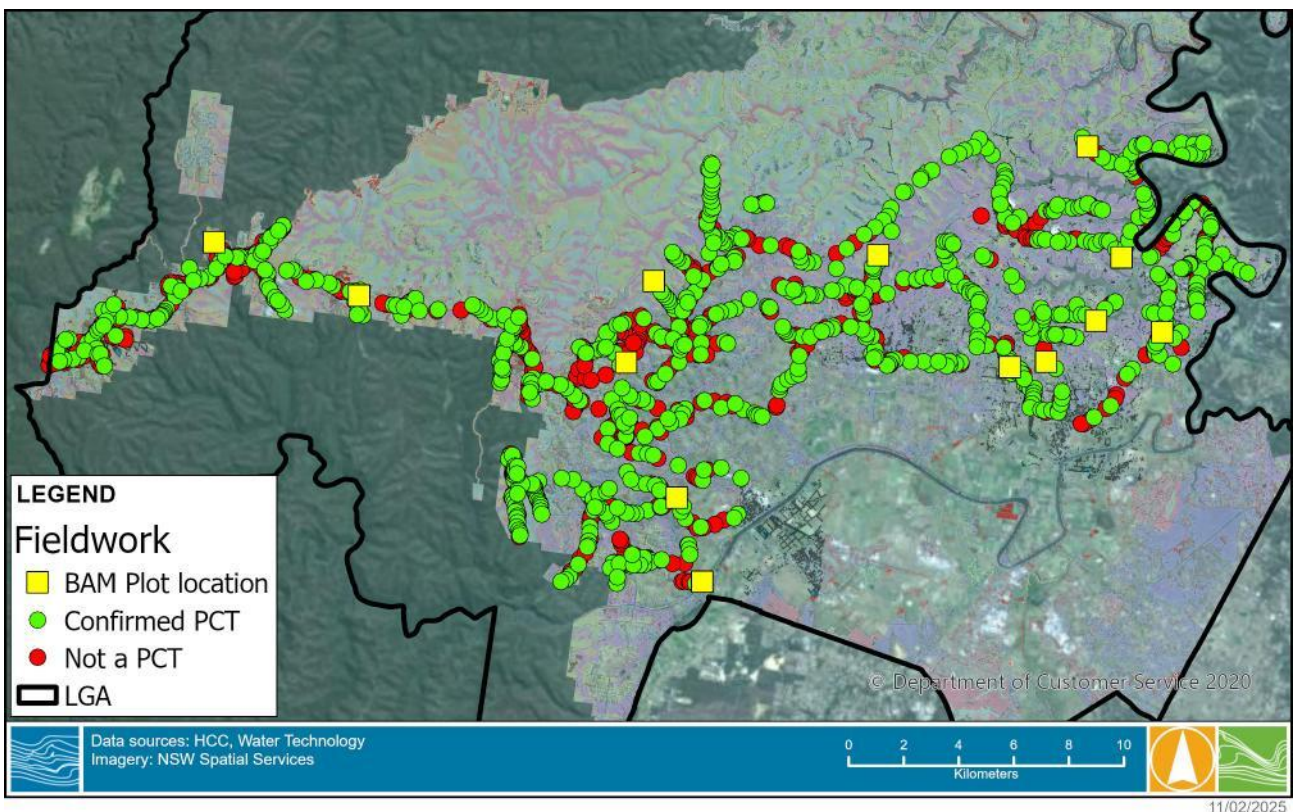 © Department of Customer Service 2020
LEGEND
Fieldwork
BAM Plot location
Confirmed PCT
Not a PCT
LGA
Data sources: HCC, Water Technology
Imagery: NSW Spatial Services
0 2 4 6 8 10
Kilometers
11/02/2025